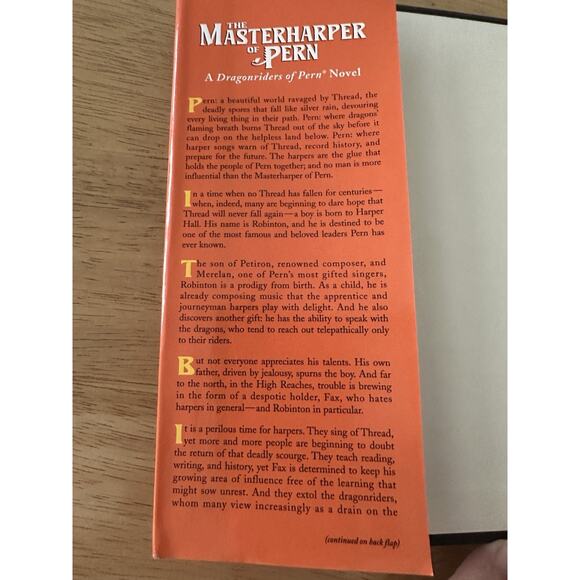 THE
MASTERHARPER
OF
PERN
A Dragonriders of Pern® Novel
Pern: a beautiful world ravaged by Thread, the
deadly spores that fall like silver rain, devouring
every living thing in their path. Pern: where dragons'
flaming breath burns Thread out of the sky before it
can drop on the helpless land below. Pern: where
harper songs warn of Thread, record history, and
prepare for the future. The harpers are the glue that
holds the people of Pern together; and no man is more
influential than the Masterharper of Pern.
In a time when no Thread has fallen for centuries—
when, indeed, many are beginning to dare hope that
Thread will never fall again—a boy is born to Harper
Hall. His name is Robinton, and he is destined to be
one of the most famous and beloved leaders Pern has
ever known.
The son of Petiron, renowned composer, and
Merelan, one of Pern's most gifted singers,
Robinton is a prodigy from birth. As a child, he is
already composing music that the apprentice and
journeyman harpers play with delight. And he also
discovers another gift: he has the ability to speak with
the dragons, who tend to reach out telepathically only
to their riders.
But not everyone appreciates his talents. His own
father, driven by jealousy, spurns the boy. And far
to the north, in the High Reaches, trouble is brewing
in the form of a despotic holder, Fax, who hates
harpers in general—and Robinton in particular.
It is a perilous time for harpers. They sing of Thread,
yet more and more people are beginning to doubt
the return of that deadly scourge. They teach reading,
writing, and history, yet Fax is determined to keep his
growing area of influence free of the learning that
might sow unrest. And they extol the dragonriders,
whom many view increasingly as a drain on the
(continued on back flap)